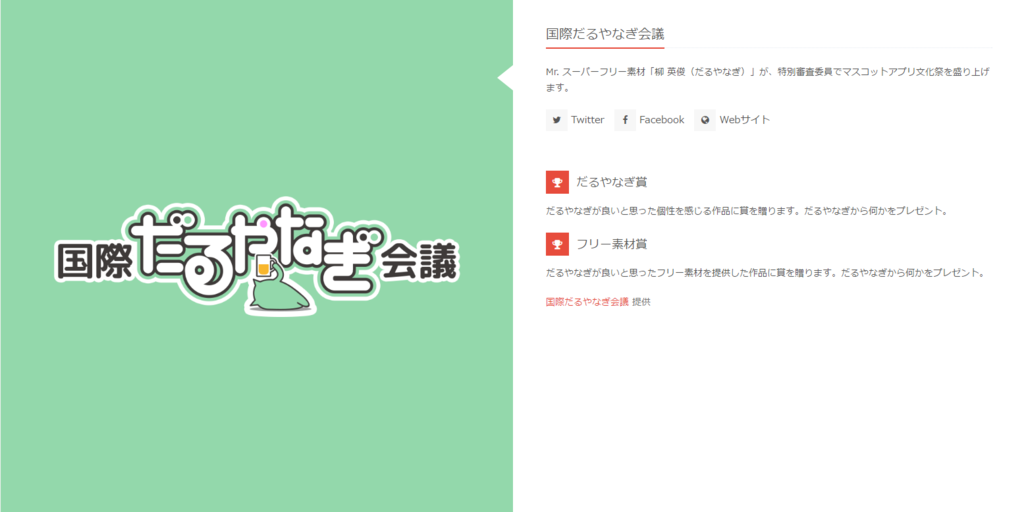 国際だるやなぎ会議
国際だるやなぎ会議
Mr. スーパーフリー素材「柳 英俊（だるやなぎ）」が、特別審査委員でマスコットアプリ文化祭を盛り上げ
ます。
Twitter Facebook Webサイト
だるやなぎ賞
だるやなぎが良いと思った個性を感じる作品に賞を贈ります。だるやなぎから何かをプレゼント。
フリー素材賞
だるやなぎが良いと思ったフリー素材を提供した作品に賞を贈ります。だるやなぎから何かをプレゼント。
国際だるやなぎ会議 提供